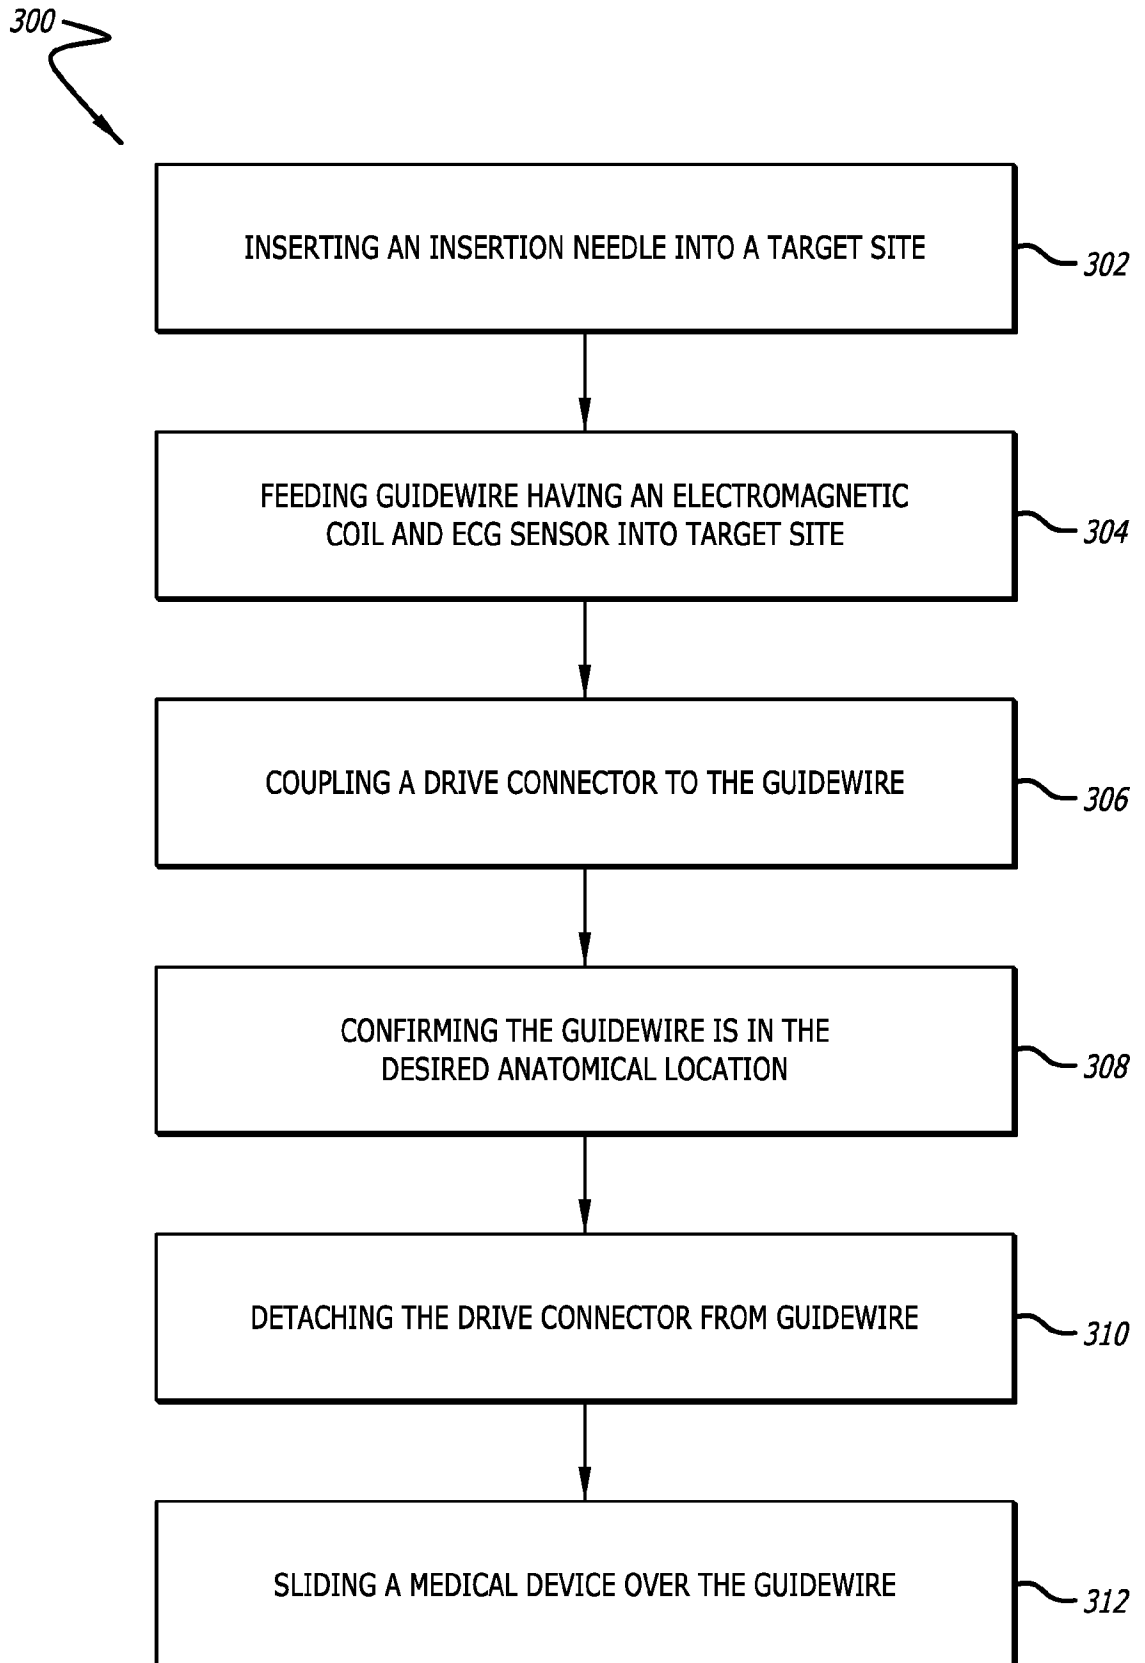 300
INSERTING AN INSERTION NEEDLE INTO A TARGET SITE
302
FEEDING GUIDEWIRE HAVING AN ELECTROMAGNETIC
COIL AND ECG SENSOR INTO TARGET SITE
304
COUPLING A DRIVE CONNECTOR TO THE GUIDEWIRE
306
CONFIRMING THE GUIDEWIRE IS IN THE
DESIRED ANATOMICAL LOCATION
308
DETACHING THE DRIVE CONNECTOR FROM GUIDEWIRE
310
SLIDING A MEDICAL DEVICE OVER THE GUIDEWIRE
312